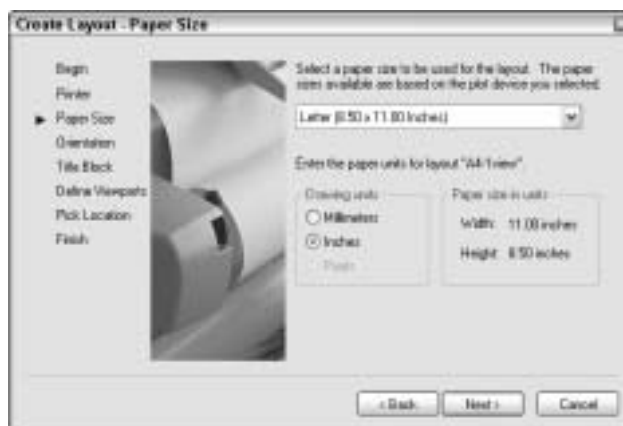 Create Layout - Paper Size
Begin
Printer
Paper Size
Orientation
Title Block
Define Viewports
Pick Location
Finish
Select a paper size to be used for the layout. The paper
sizes available are based on the plot device you selected.
Letter (8.50 x 11.00 Inches)
Enter the paper units for layout "A4-1view".
Drawing units
Millimeters
Inches
Pixels
Paper size in units
Width: 11.00 inches
Height: 8.50 inches
< Back
Next >
Cancel